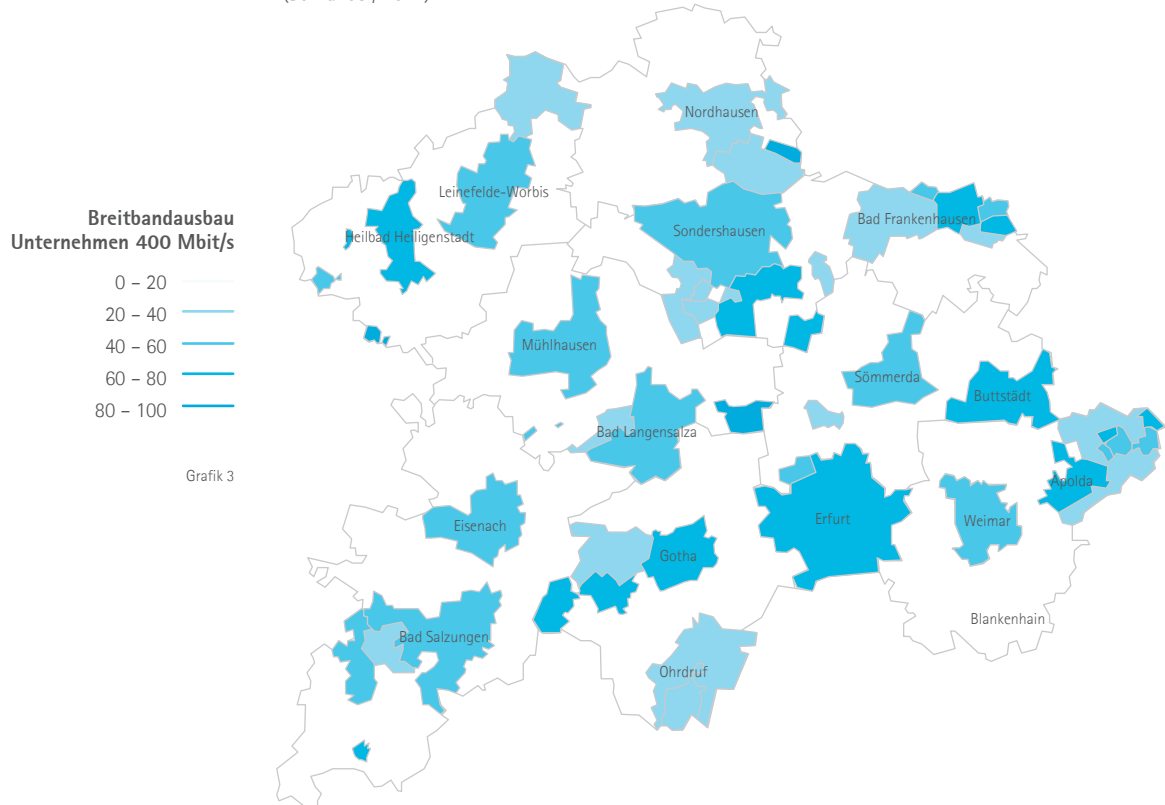 Breitbandausbau
Unternehmen 400 Mbit/s
0 – 20
20 – 40
40 – 60
60 – 80
80 – 100
Grafik 3
Nordhausen
Leinefelde-Worbis
Bad Frankenhausen
Sondershausen
Heilbad Heiligenstadt
Mühlhausen
Sömmerda
Buttstädt
Bad Langensalza
Apolda
Erfurt
Weimar
Eisenach
Gotha
Blankenhain
Bad Salzungen
Ohrdruf